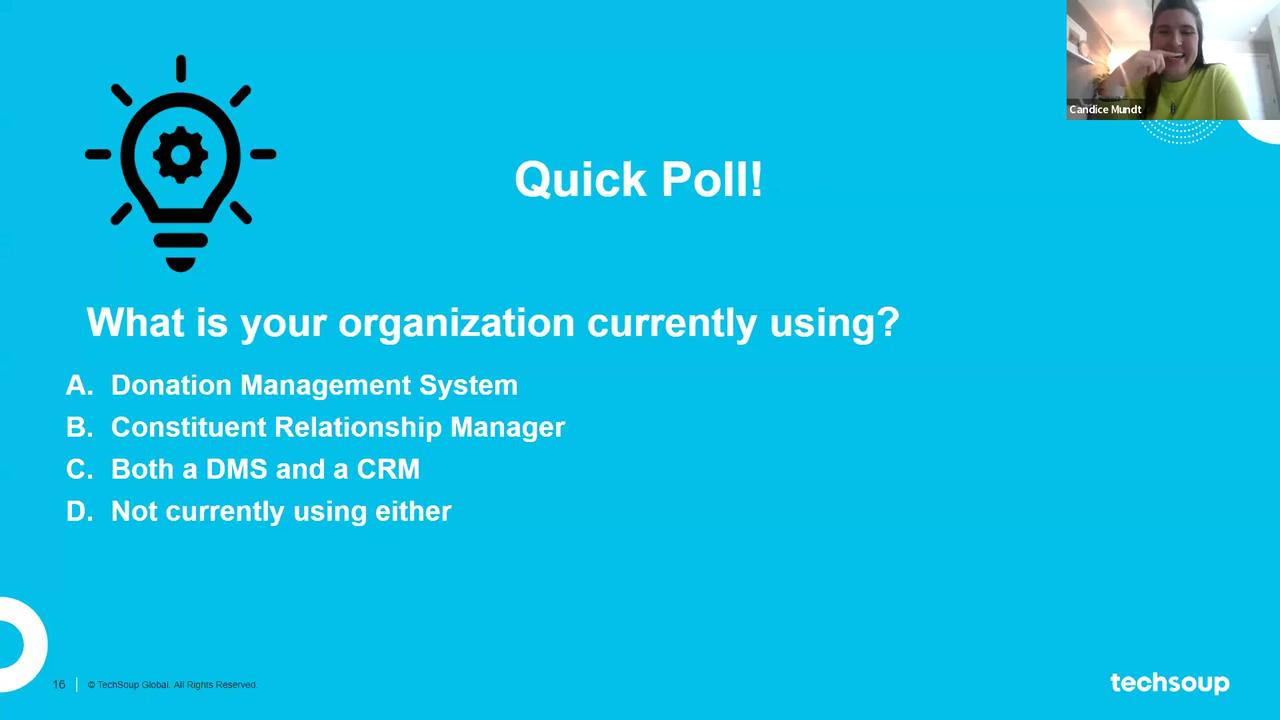 Candice Mundt
Quick Poll!
What is your organization currently using?
A. Donation Management System
B. Constituent Relationship Manager
C. Both a DMS and a CRM
D. Not currently using either
16 © TechSoup Global. All Rights Reserved.
techsoup